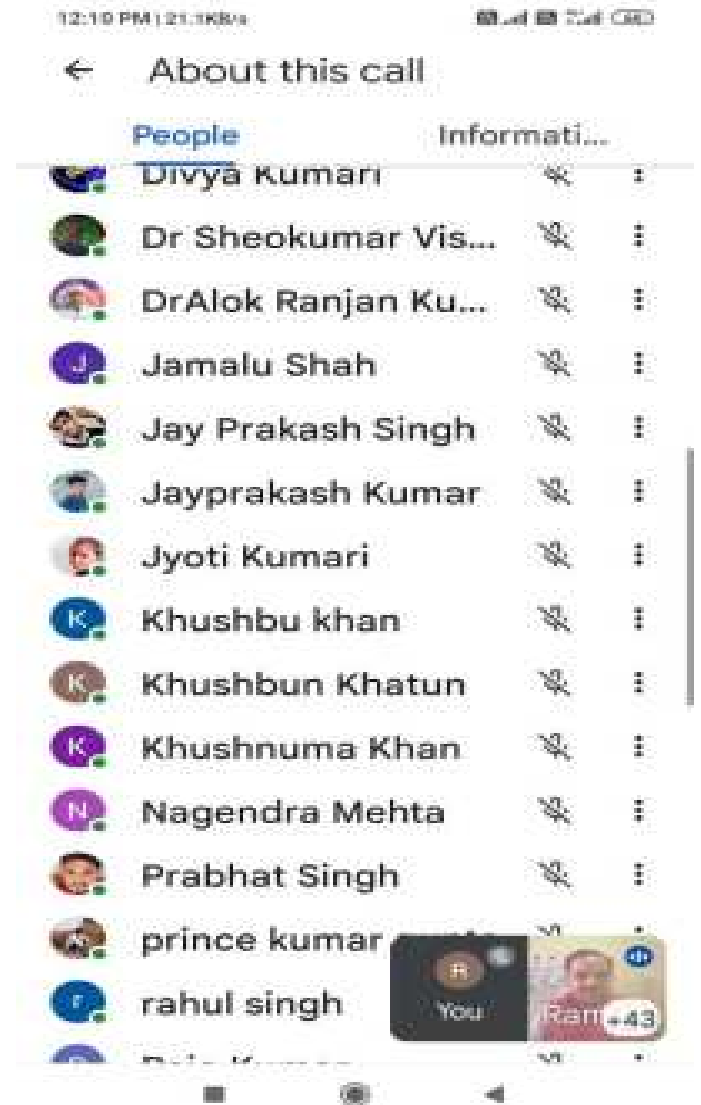 12:19 PM | 21.1KB/s
About this call
People
Informati...
Divya Kumari
Dr Sheokumar Vis...
DrAlok Ranjan Ku...
J
Jamalu Shah
Jay Prakash Singh
Jayprakash Kumar
Jyoti Kumari
K
Khushbu khan
K
Khushbun Khatun
K
Khushnuma Khan
N
Nagendra Mehta
Prabhat Singh
prince kumar
r
rahul singh
R
You
Ram
+43